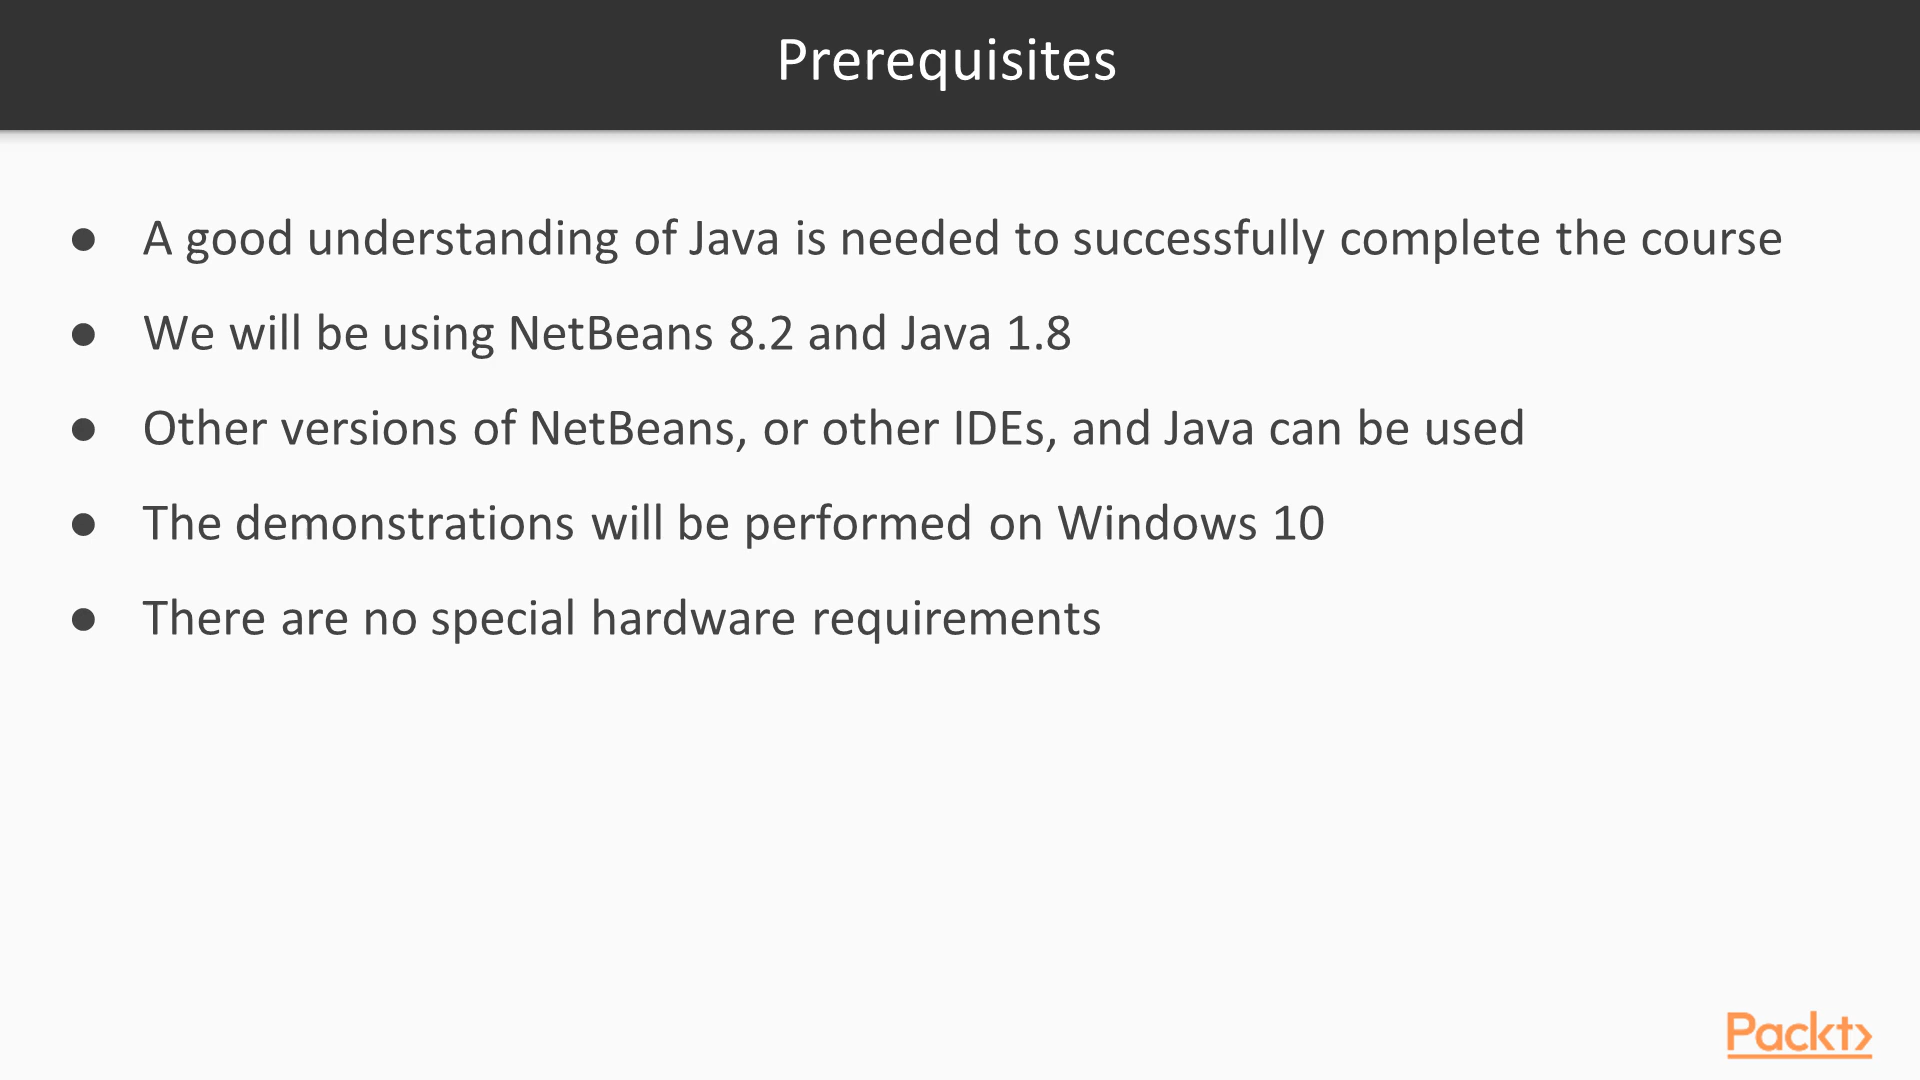 Prerequisites
● A good understanding of Java is needed to successfully complete the course
● We will be using NetBeans 8.2 and Java 1.8
● Other versions of NetBeans, or other IDEs, and Java can be used
● The demonstrations will be performed on Windows 10
● There are no special hardware requirements
Packt>